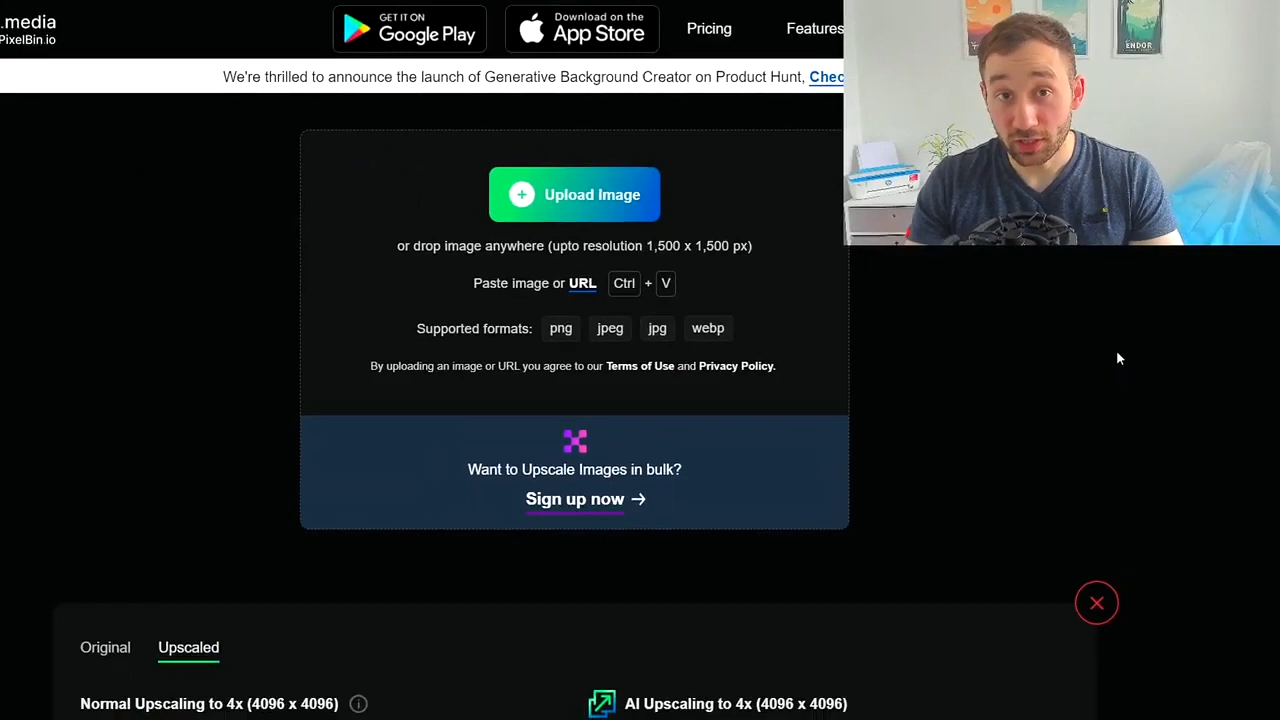 .media
PixelBin.io
GET IT ON
Google Play
Download on the
App Store
Pricing
Features
We're thrilled to announce the launch of Generative Background Creator on Product Hunt, Chec
ENDOR
Upload Image
or drop image anywhere (upto resolution 1,500 x 1,500 px)
Paste image or URL Ctrl + V
Supported formats: png jpeg jpg webp
By uploading an image or URL you agree to our Terms of Use and Privacy Policy.
Want to Upscale Images in bulk?
Sign up now →
Original Upscaled
Normal Upscaling to 4x (4096 x 4096)
AI Upscaling to 4x (4096 x 4096)